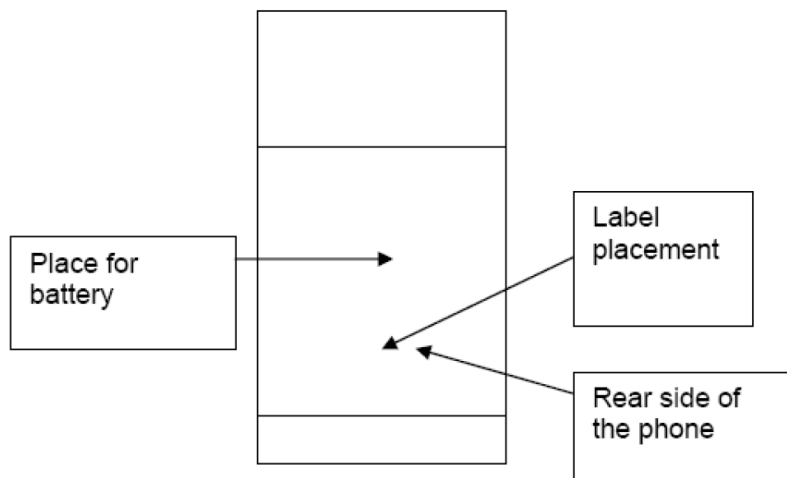 Place for
battery
Label
placement
Rear side of
the phone